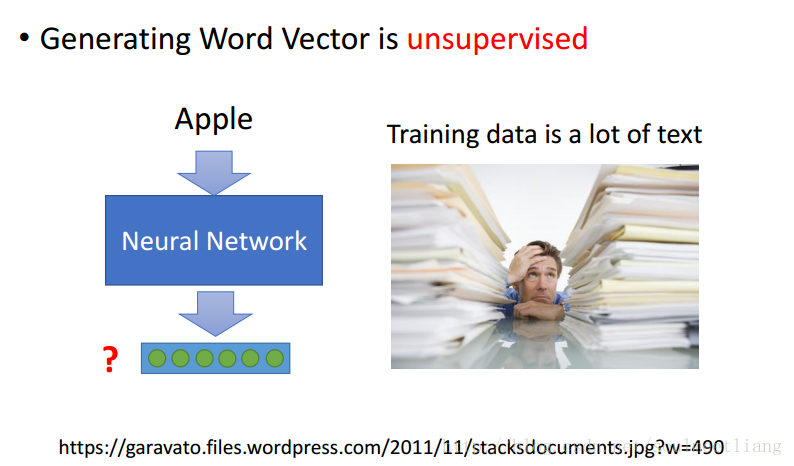 • Generating Word Vector is unsupervised
Apple
Training data is a lot of text
Neural Network
?
https://garavato.files.wordpress.com/2011/11/stacksdocuments.jpg?w=490